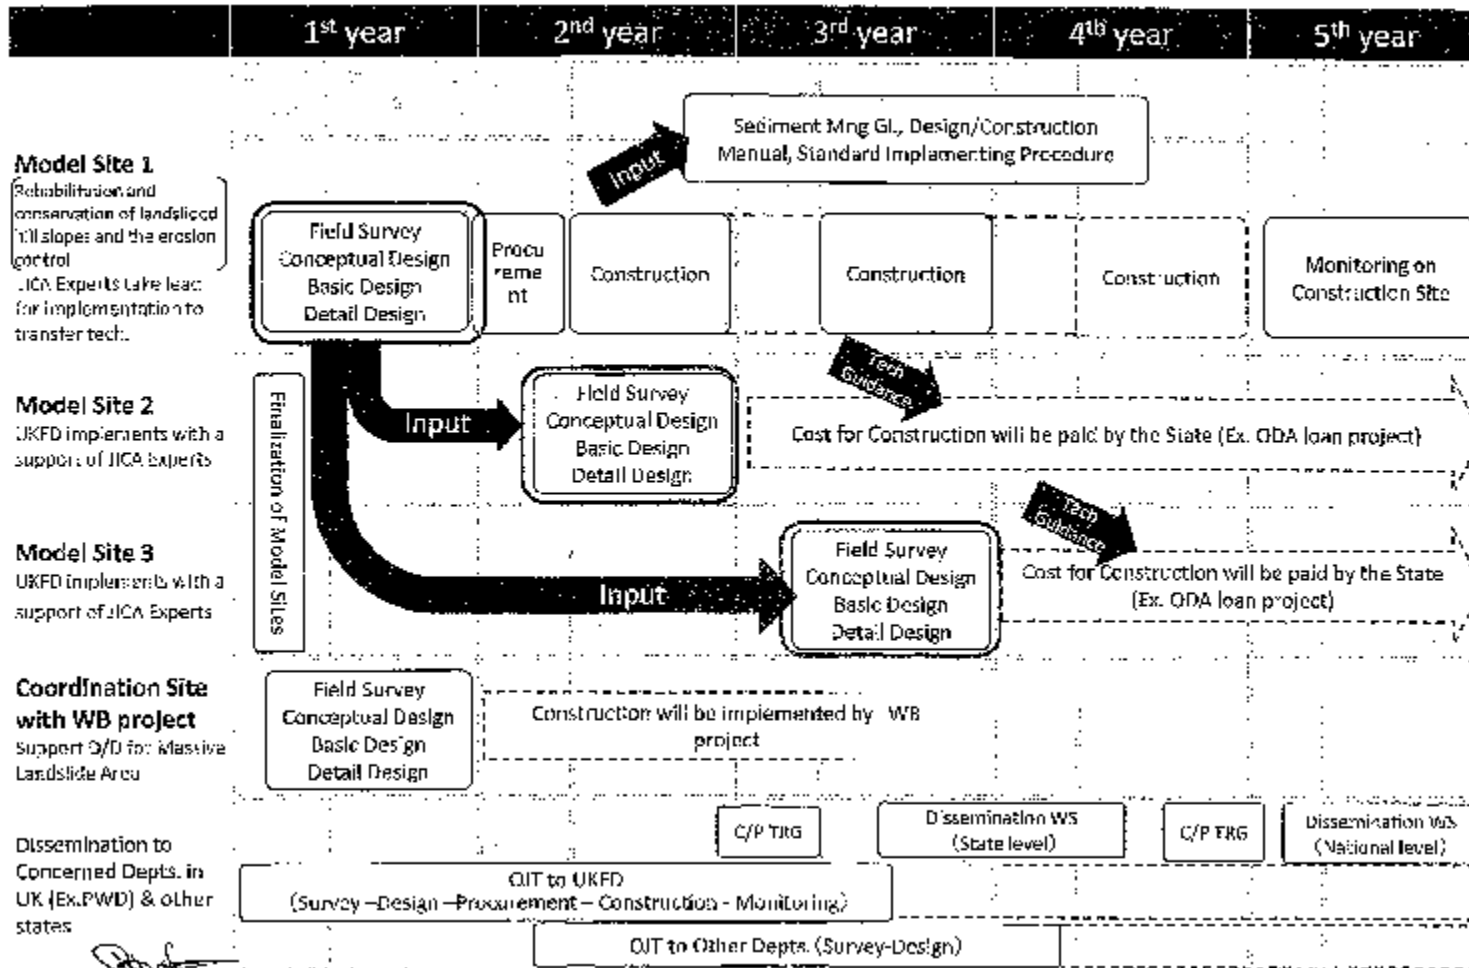 1st year
2nd year
3rd year
4th year
5th year
Sediment Mng GL, Design/Construction
Manual, Standard Implamenting Procedure
Input
Model Site 1
Rehabilitation and
conservation of landslided
hill slopes and the erosion
control
JICA Experts take lead
for implementation to
transfer tech.
Field Survey
Conceptual Design
Basic Design
Detail Design
Procu
reme
nt
Construction
Construction
Construction
Monitoring on
Construction Site
Tech
Guidance
Model Site 2
UKFD implements with a
support of JICA Experts
Finalization of Model Sites
Input
Field Survey
Conceptual Design
Basic Design
Detail Design
Cost for Construction will be paid by the State (Ex. ODA loan project)
Tech
Guidance
Model Site 3
UKFD implements with a
support of JICA Experts
Input
Field Survey
Conceptual Design
Basic Design
Detail Design
Cost for Construction will be paid by the State
(Ex. ODA loan project)
Coordination Site
with WB project
Support D/D for Massive
Landslide Area
Field Survey
Conceptual Design
Basic Design
Detail Design
Construction will be implemented by WB
project
Dissemination to
Concerned Depts. in
UK (Ex.PWD) & other
states
C/P TRG
Dissemination WS
(State level)
C/P TRG
Dissemination WS
(National level)
OJT to UKFD
(Survey –Design –Procurement – Construction - Monitoring)
OJT to Other Depts. (Survey-Design)